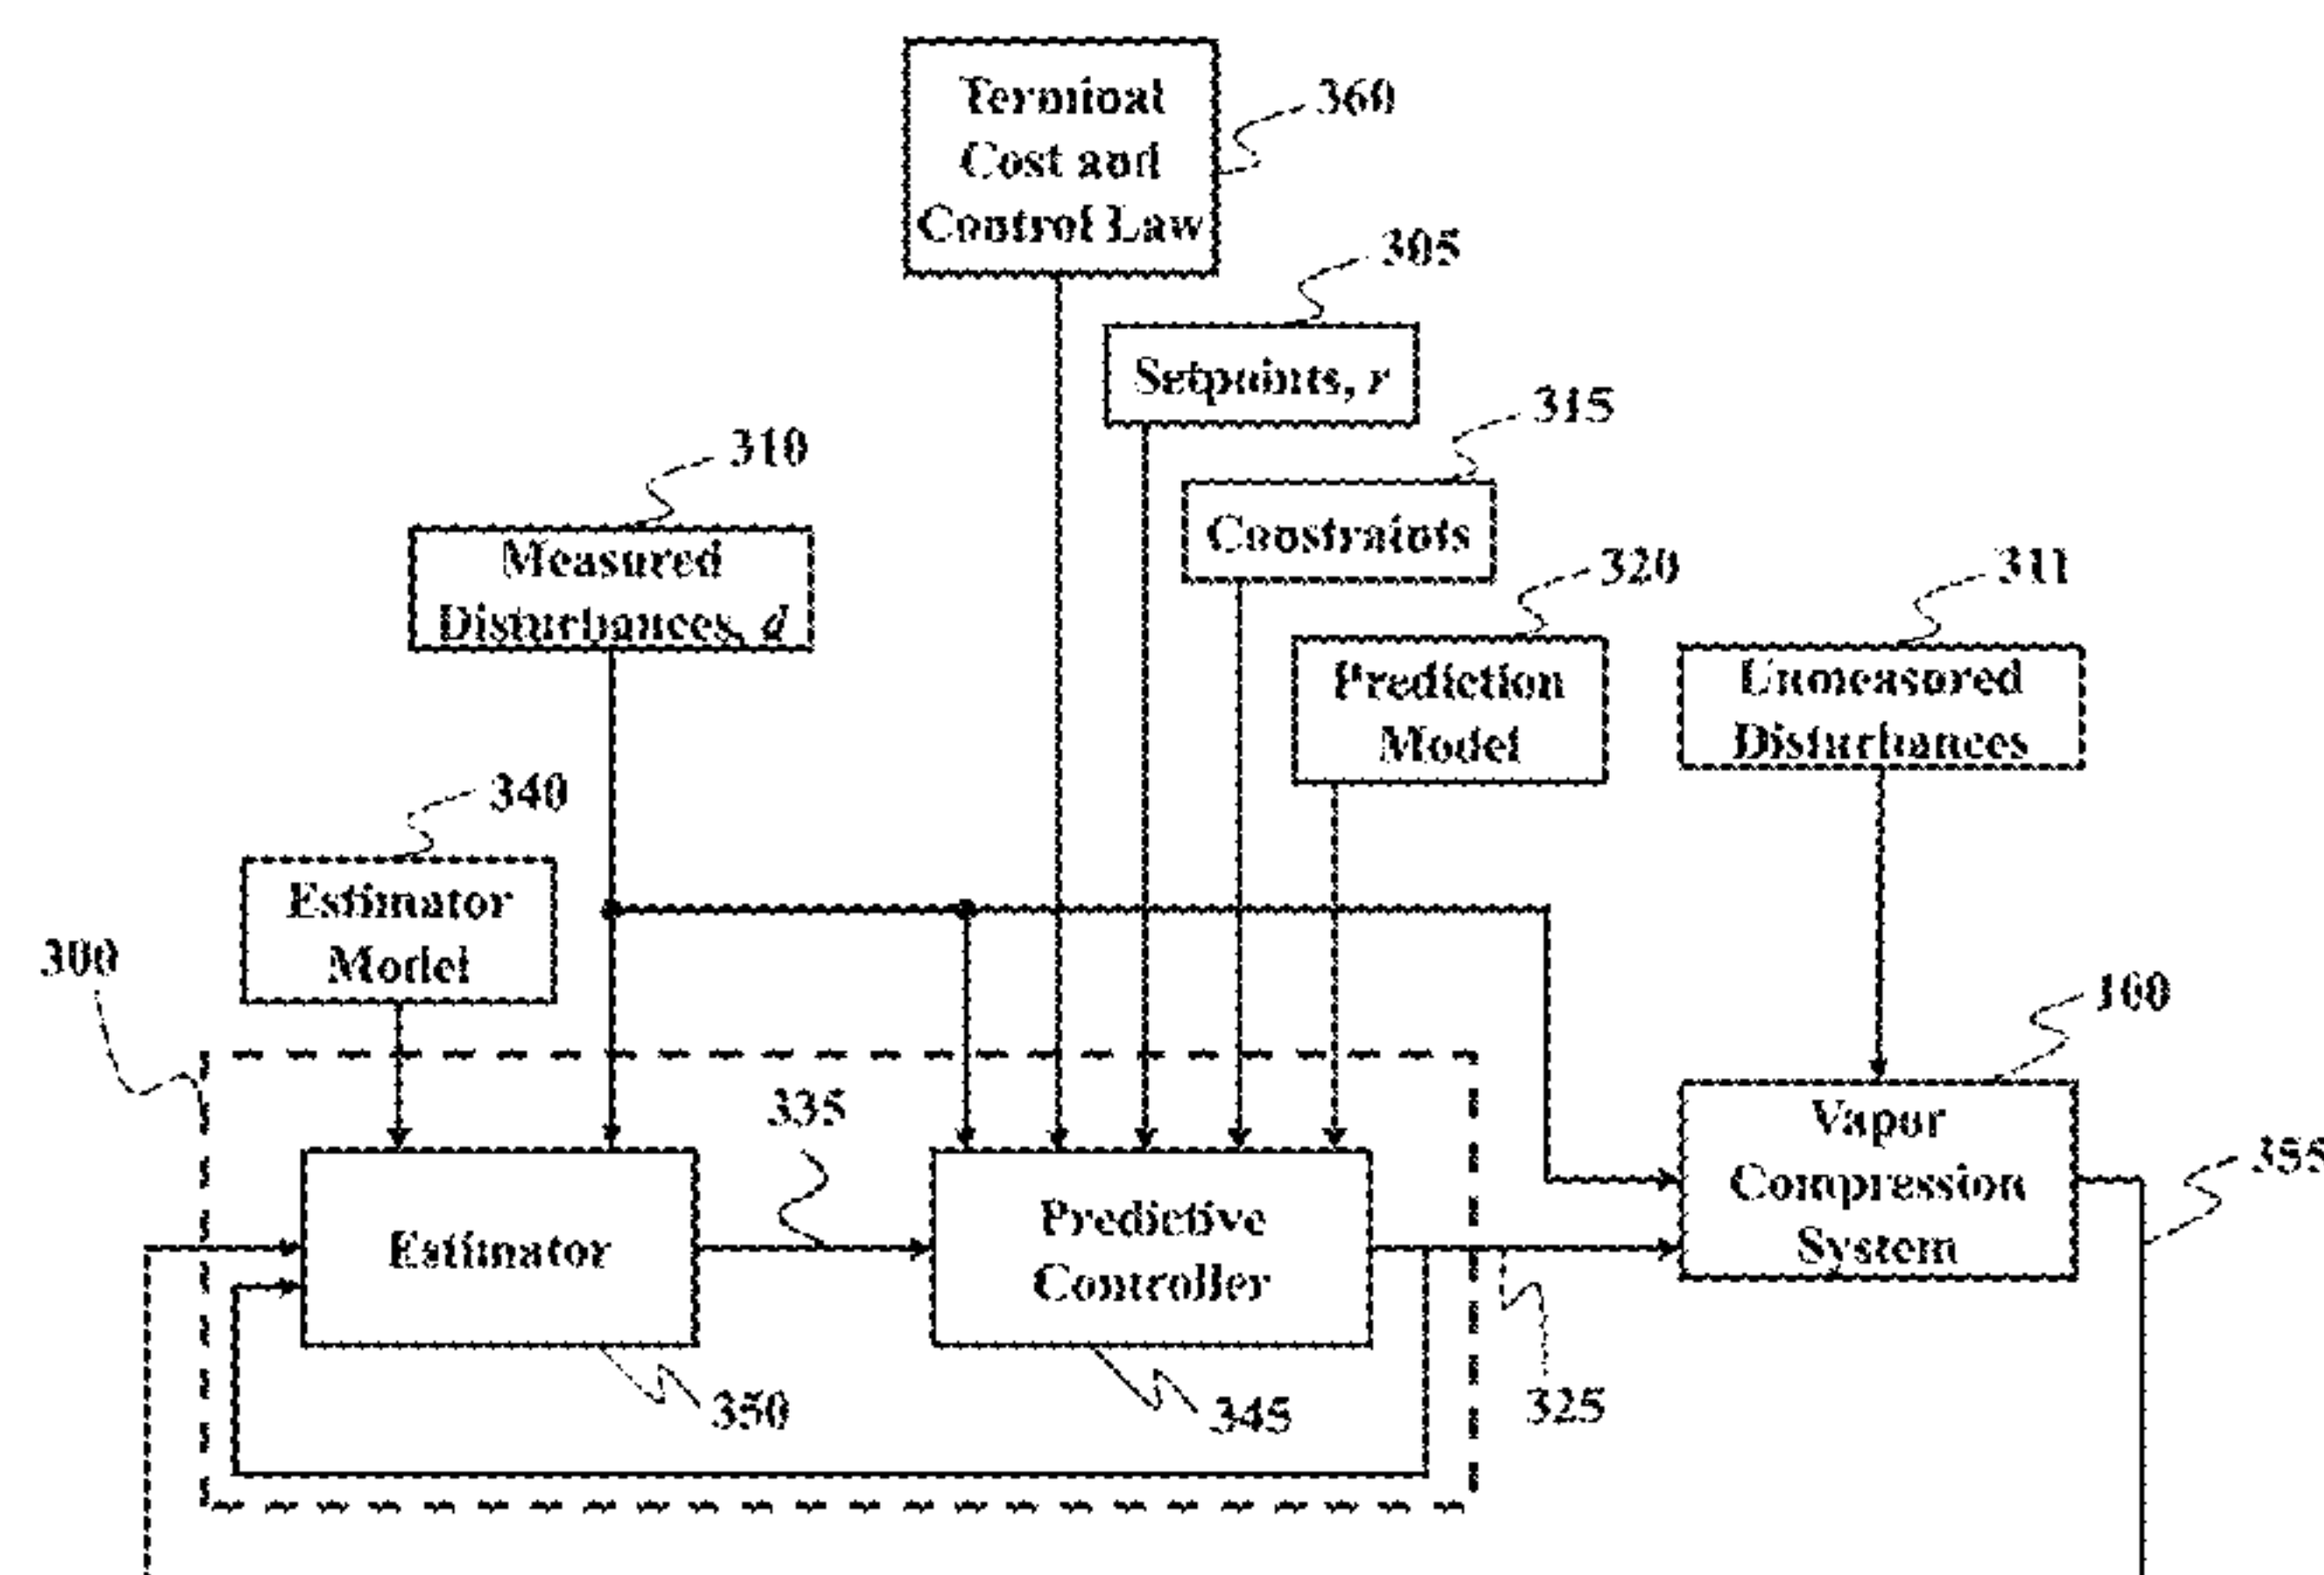 Terminal
Cost and
Control Law
360
305
Setpoints, r
315
Constraints
310
Measured
Disturbances, d
320
Prediction
Model
311
Unmeasured
Disturbances
340
Estimator
Model
300
100
335
Vapor
Compression
System
355
Estimator
Predictive
Controller
350
345
325